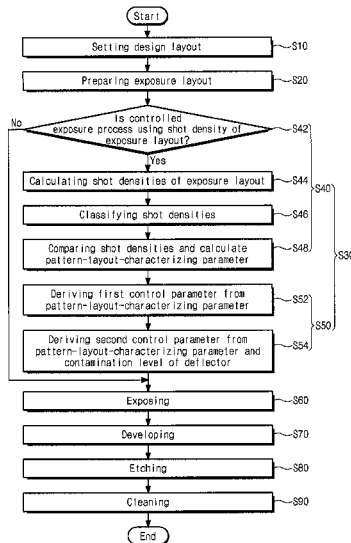 Start
Setting design layout
S10
Preparing exposure layout
S20
Is controlled
exposure process using shot density of
exposure layout?
S42
No
Yes
Calculating shot densities of exposure layout
S44
S40
Classifying shot densities
S46
Comparing shot densities and calculate
pattern-layout-characterizing parameter
S48
S30
Deriving first control parameter from
pattern-layout-characterizing parameter
S52
S50
Deriving second control parameter from
pattern-layout-characterizing parameter and
contamination level of deflector
S54
Exposing
S60
Developing
S70
Etching
S80
Cleaning
S90
End